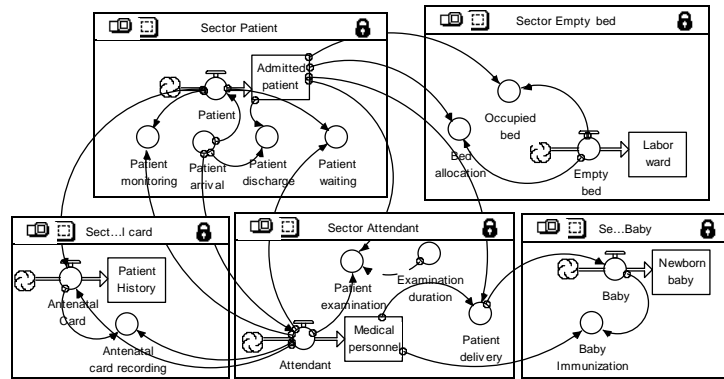 Sector Patient
Admitted
patient
Patient
Patient
monitoring
Patient
arrival
Patient
discharge
Patient
waiting
Sector Empty bed
Occupied
bed
Bed
allocation
Empty
bed
Labor
ward
Sect...l card
Patient
History
Antenatal
Card
Antenatal
card recording
Sector Attendant
Patient
examination
Examination
duration
Medical
personnel
Attendant
Patient
delivery
Se...Baby
Newborn
baby
Baby
Baby
Immunization